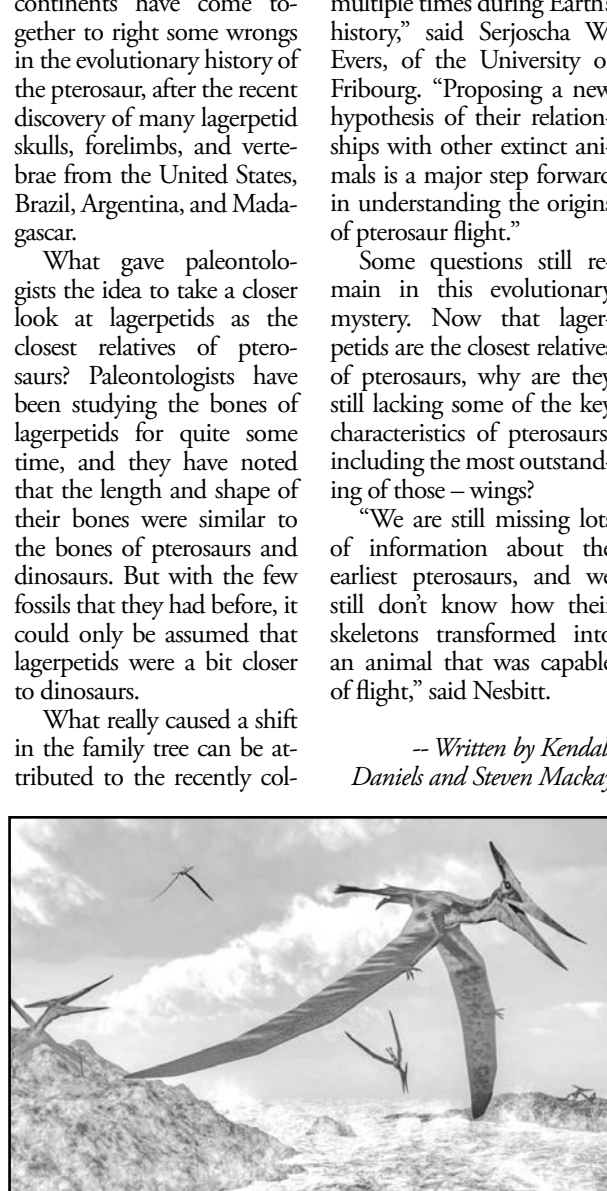 continents have come to-
gether to right some wrongs
in the evolutionary history of
the pterosaur, after the recent
discovery of many lagerpetid
skulls, forelimbs, and verte-
brae from the United States,
Brazil, Argentina, and Mada-
gascar.
What gave paleontolo-
gists the idea to take a closer
look at lagerpetids as the
closest relatives of ptero-
saurs? Paleontologists have
been studying the bones of
lagerpetids for quite some
time, and they have noted
that the length and shape of
their bones were similar to
the bones of pterosaurs and
dinosaurs. But with the few
fossils that they had before, it
could only be assumed that
lagerpetids were a bit closer
to dinosaurs.
What really caused a shift
in the family tree can be at-
tributed to the recently col-
multiple times during Earth's
history,” said Serjoscha W
Evers, of the University o
Fribourg. “Proposing a new
hypothesis of their relation-
ships with other extinct ani-
mals is a major step forward
in understanding the origins
of pterosaur flight.”
Some questions still re-
main in this evolutionary
mystery. Now that lager-
petids are the closest relatives
of pterosaurs, why are they
still lacking some of the key
characteristics of pterosaurs
including the most outstand-
ing of those – wings?
“We are still missing lots
of information about the
earliest pterosaurs, and we
still don’t know how their
skeletons transformed into
an animal that was capable
of flight,” said Nesbitt.
-- Written by Kendal
Daniels and Steven Mackay